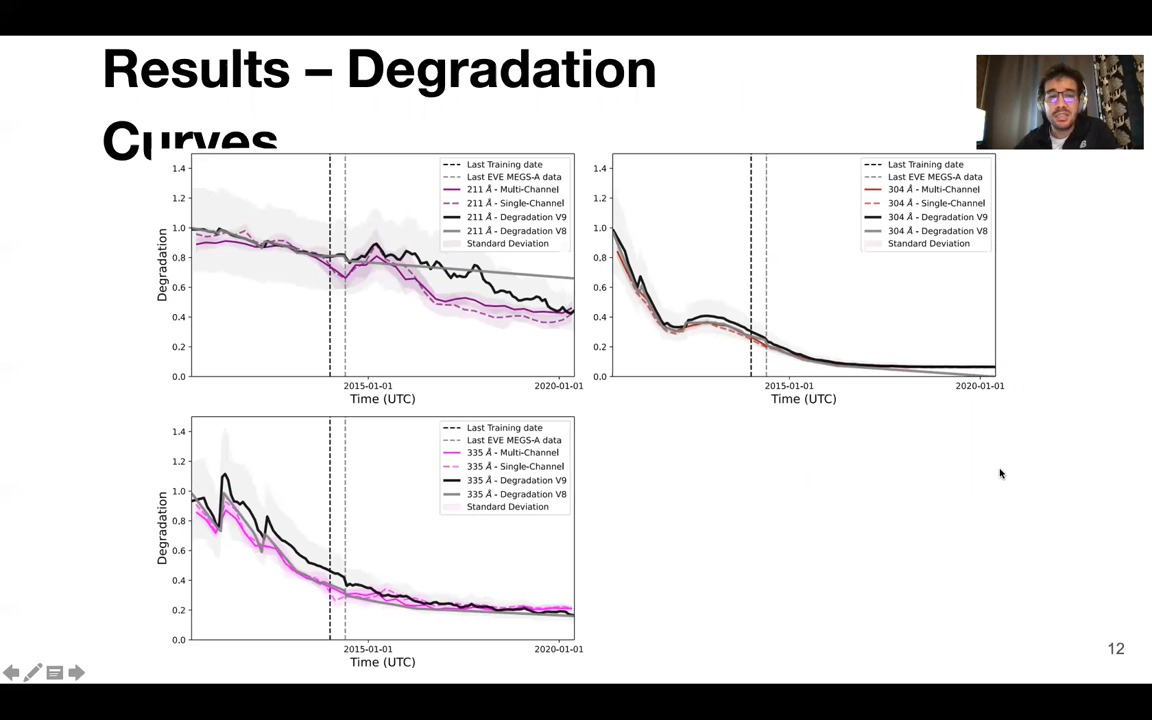 Results – Degradation
Curves
1.4
1.2
1.0
0.8
0.6
0.4
0.2
0.0
Degradation
Last Training date
Last EVE MEGS-A data
211 Å - Multi-Channel
211 Å - Single-Channel
211 Å - Degradation V9
211 Å - Degradation V8
Standard Deviation
2015-01-01
2020-01-01
Time (UTC)
1.4
1.2
1.0
0.8
0.6
0.4
0.2
0.0
Last Training date
Last EVE MEGS-A data
304 Å - Multi-Channel
304 Å - Single-Channel
304 Å - Degradation V9
304 Å - Degradation V8
Standard Deviation
2015-01-01
2020-01-01
Time (UTC)
1.4
1.2
1.0
0.8
0.6
0.4
0.2
0.0
Degradation
Last Training date
Last EVE MEGS-A data
335 Å - Multi-Channel
335 Å - Single-Channel
335 Å - Degradation V9
335 Å - Degradation V8
Standard Deviation
2015-01-01
2020-01-01
Time (UTC)
12